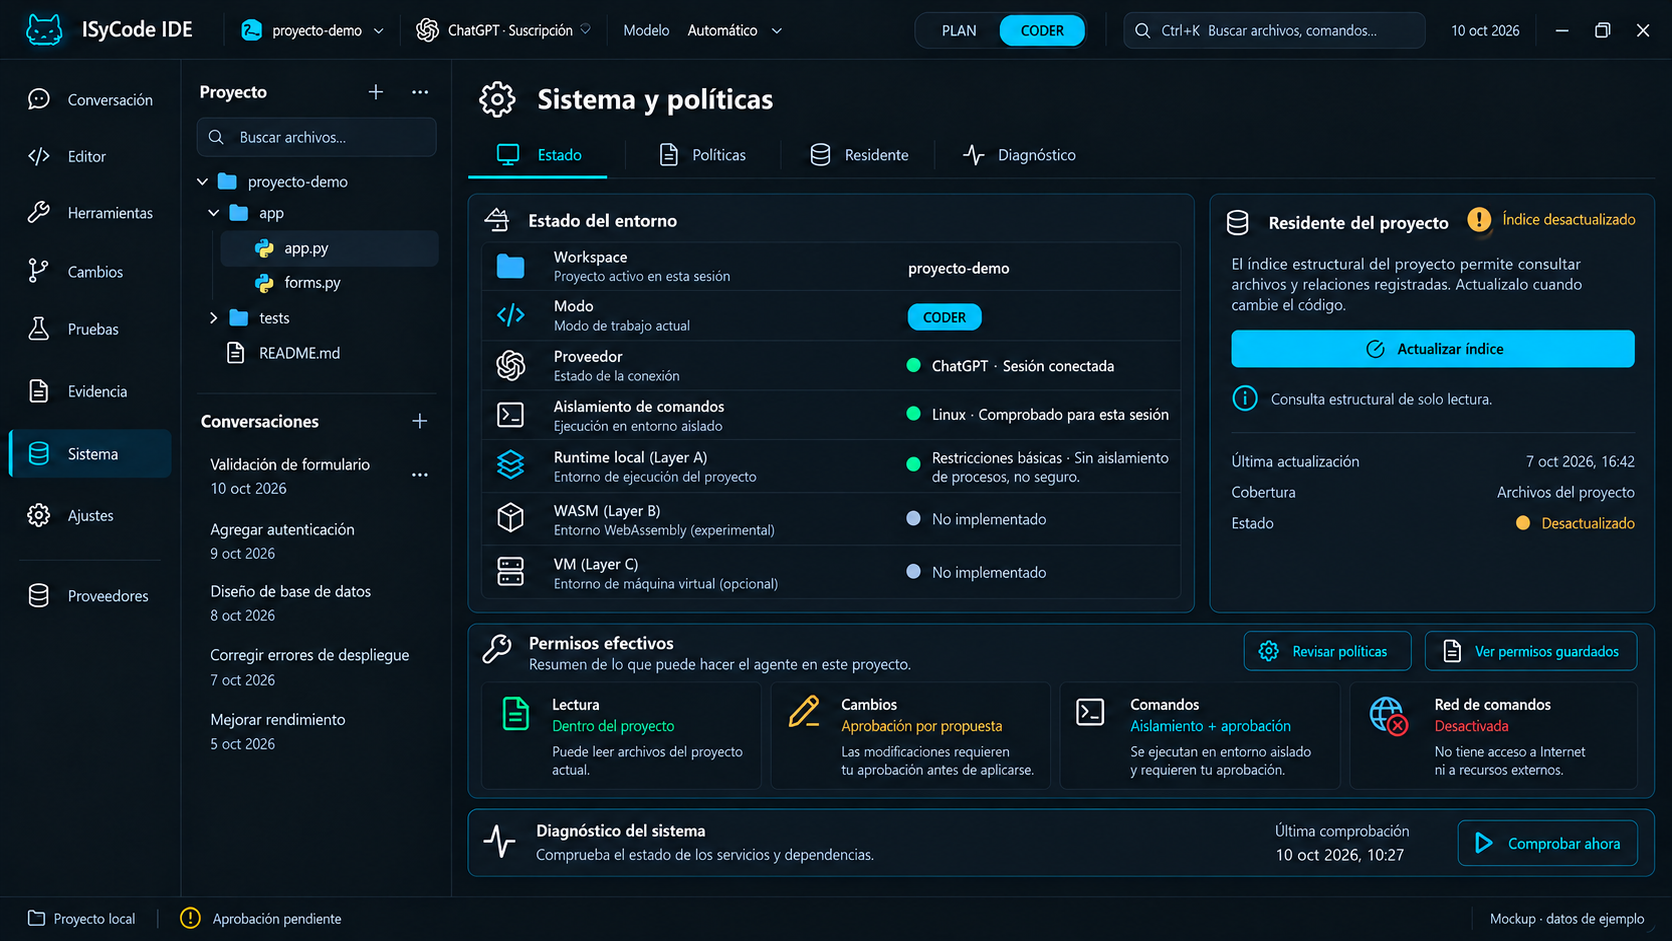 ISyCode IDE
proyecto-demo
ChatGPT · Suscripción
Modelo
Automático
PLAN
CODER
Ctrl+K Buscar archivos, comandos...
10 oct 2026
Conversación
Editor
Herramientas
Cambios
Pruebas
Evidencia
Sistema
Ajustes
Proveedores
Proyecto
Buscar archivos...
proyecto-demo
app
app.py
forms.py
tests
README.md
Conversaciones
Validación de formulario
10 oct 2026
Agregar autenticación
9 oct 2026
Diseño de base de datos
8 oct 2026
Corregir errores de despliegue
7 oct 2026
Mejorar rendimiento
5 oct 2026
Sistema y políticas
Estado
Políticas
Residente
Diagnóstico
Estado del entorno
Workspace
Proyecto activo en esta sesión
proyecto-demo
Modo
Modo de trabajo actual
CODER
Proveedor
Estado de la conexión
ChatGPT · Sesión conectada
Aislamiento de comandos
Ejecución en entorno aislado
Linux · Comprobado para esta sesión
Runtime local (Layer A)
Entorno de ejecución del proyecto
Restricciones básicas · Sin aislamiento
de procesos, no seguro.
WASM (Layer B)
Entorno WebAssembly (experimental)
No implementado
VM (Layer C)
Entorno de máquina virtual (opcional)
No implementado
Residente del proyecto
Índice desactualizado
El índice estructural del proyecto permite consultar
archivos y relaciones registradas. Actualizalo cuando
cambie el código.
Actualizar índice
Consulta estructural de solo lectura.
Última actualización
7 oct 2026, 16:42
Cobertura
Archivos del proyecto
Estado
Desactualizado
Permisos efectivos
Resumen de lo que puede hacer el agente en este proyecto.
Revisar políticas
Ver permisos guardados
Lectura
Dentro del proyecto
Puede leer archivos del proyecto
actual.
Cambios
Aprobación por propuesta
Las modificaciones requieren
tu aprobación antes de aplicarse.
Comandos
Aislamiento + aprobación
Se ejecutan en entorno aislado
y requieren tu aprobación.
Red de comandos
Desactivada
No tiene acceso a Internet
ni a recursos externos.
Diagnóstico del sistema
Comprueba el estado de los servicios y dependencias.
Última comprobación
10 oct 2026, 10:27
Comprobar ahora
Proyecto local
Aprobación pendiente
Mockup · datos de ejemplo